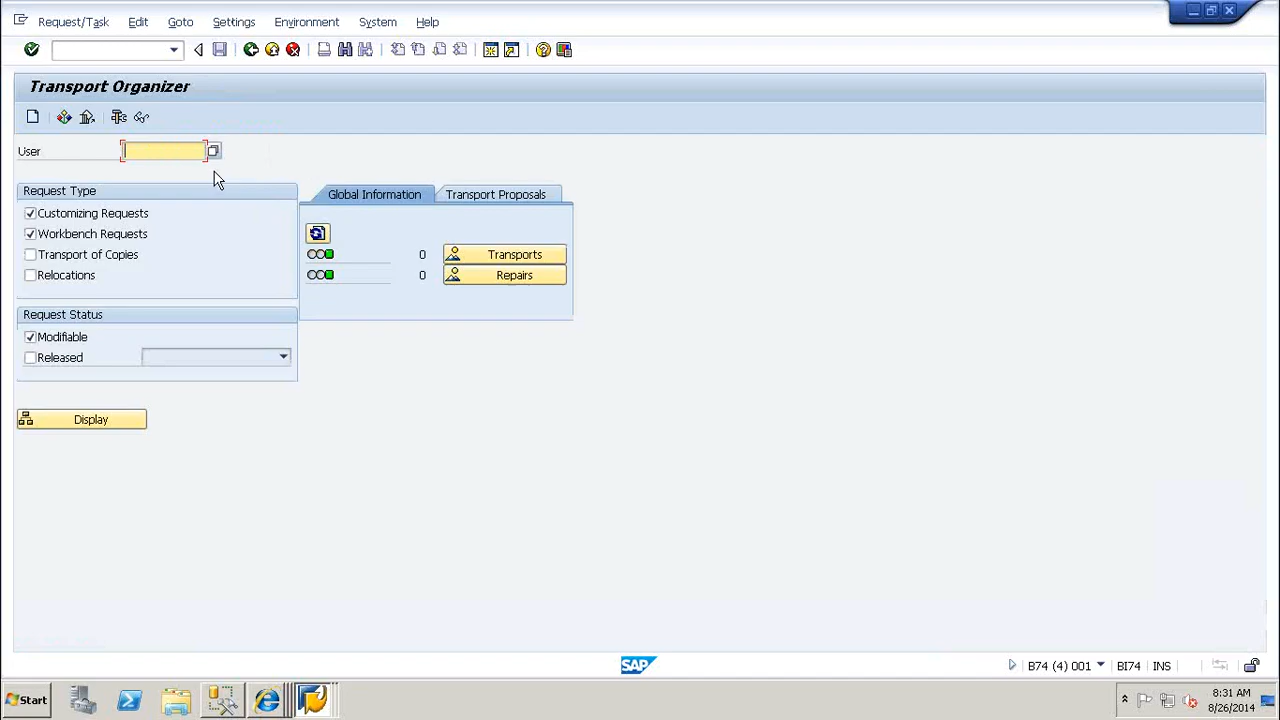 Request/Task Edit Goto Settings Environment System Help
Transport Organizer
User
Request Type
Customizing Requests
Workbench Requests
Transport of Copies
Relocations
Global Information Transport Proposals
0 Transports
0 Repairs
Request Status
Modifiable
Released
Display
SAP
B74 (4) 001 BI74 INS
Start
8:31 AM
8/26/2014